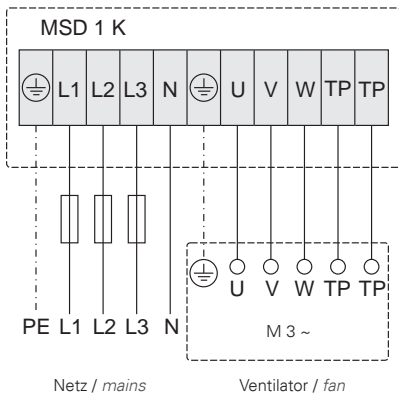 MSD 1 K
L1 L2 L3 N U V W TP TP
U V W TP TP
PE L1 L2 L3 N
M 3 ~
Netz / mains Ventilator / fan